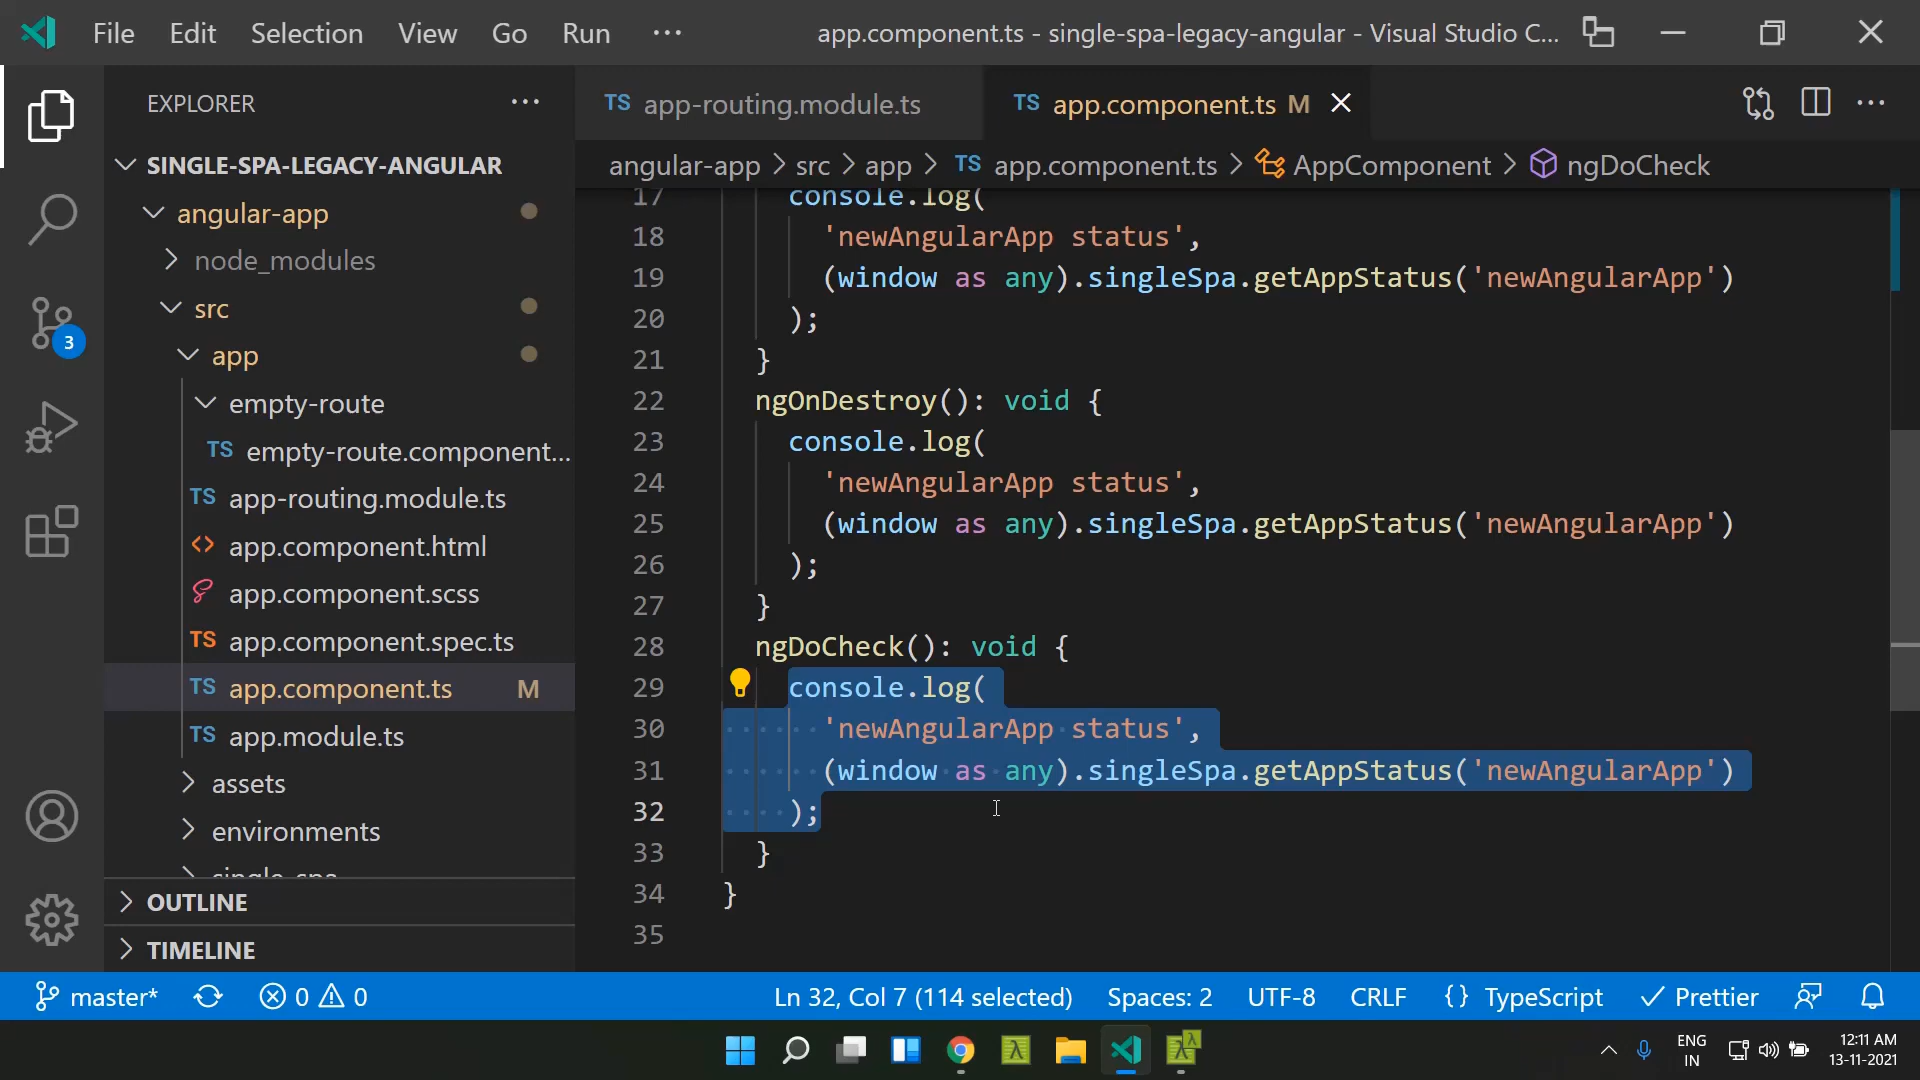 File Edit Selection View Go Run ···
app.component.ts - single-spa-legacy-angular - Visual Studio C...
EXPLORER ···
SINGLE-SPA-LEGACY-ANGULAR
angular-app
node_modules
src
app
empty-route
TS empty-route.component...
TS app-routing.module.ts
<> app.component.html
app.component.scss
TS app.component.spec.ts
TS app.component.ts M
TS app.module.ts
assets
environments
single-spa
OUTLINE
TIMELINE
3
TS app-routing.module.ts
TS app.component.ts M
angular-app > src > app > TS app.component.ts > AppComponent > ngDoCheck
17 console.log(
18 'newAngularApp status',
19 (window as any).singleSpa.getAppStatus('newAngularApp')
20 );
21 }
22 ngOnDestroy(): void {
23 console.log(
24 'newAngularApp status',
25 (window as any).singleSpa.getAppStatus('newAngularApp')
26 );
27 }
28 ngDoCheck(): void {
29 console.log(
30 'newAngularApp status',
31 (window as any).singleSpa.getAppStatus('newAngularApp')
32 );
33 }
34 }
35
master* 0 0 Ln 32, Col 7 (114 selected) Spaces: 2 UTF-8 CRLF {} TypeScript Prettier
λ λ
ENG
IN
12:11 AM
13-11-2021